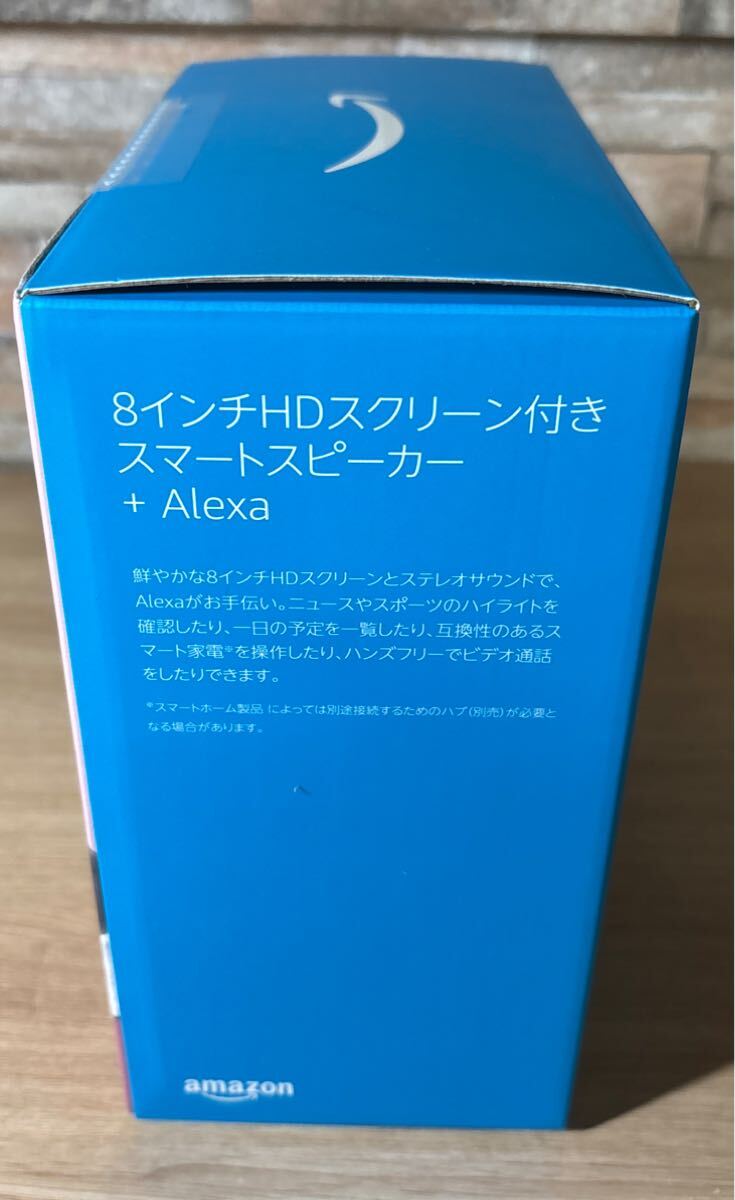 8インチHDスクリーン付き
スマートスピーカー
+ Alexa
鮮やかな8インチHDスクリーンとステレオサウンドで、
Alexaがお手伝い。ニュースやスポーツのハイライトを
確認したり、一日の予定を一覧したり、互換性のあるス
マート家電※を操作したり、ハンズフリーでビデオ通話
をしたりできます。
※スマートホーム製品 によっては別途接続するためのハブ(別売)が必要と
なる場合があります。
amazon